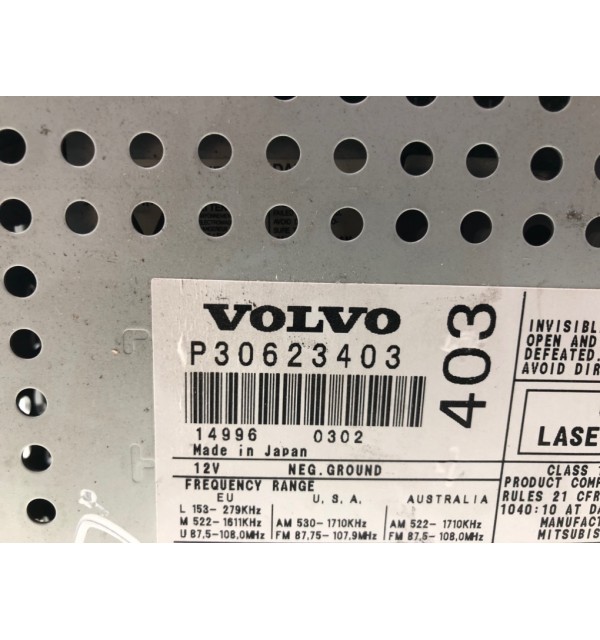 VOLVO
P30623403
403
14996 0302
Made in Japan
12V NEG.GROUND
FREQUENCY RANGE
EU U.S.A. AUSTRALIA
L 153-279KHz
M 522-1611KHz AM 530-1710KHz AM 522-1710KHz
U 87,5-108,0MHz FM 87,75-107,9MHz FM 87,5-108,0MHz
INVISIBL
OPEN AND
DEFEATED.
AVOID DIR
LASE
CLASS
PRODUCT COMP
RULES 21 CFR
1040:10 AT DA
MANUFACT
MITSUBIS